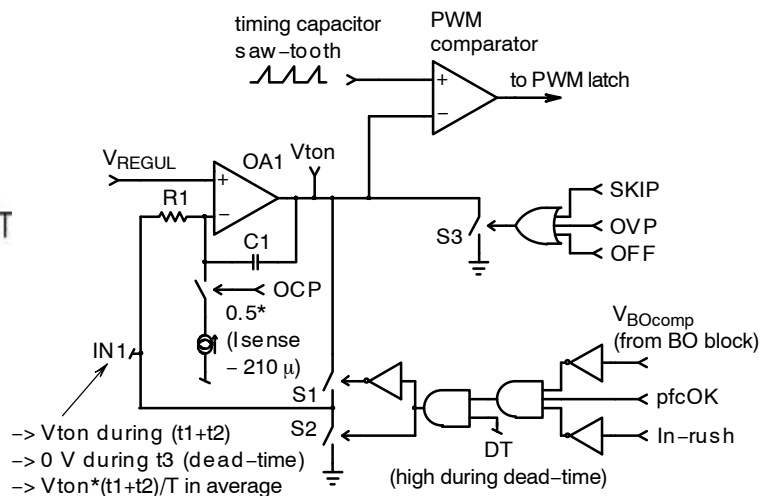 timing capacitor
saw-tooth
PWM
comparator
to PWM latch
+
−
VREGUL
OA1
Vton
R1
+
−
C1
T
SKIP
OVP
OFF
S3
OCP
0.5*
(Isense
− 210 μ)
IN1
S1
S2
VBOcomp
(from BO block)
pfcOK
In-rush
DT
(high during dead-time)
-> Vton during (t1+t2)
-> 0 V during t3 (dead-time)
-> Vton*(t1+t2)/T in average